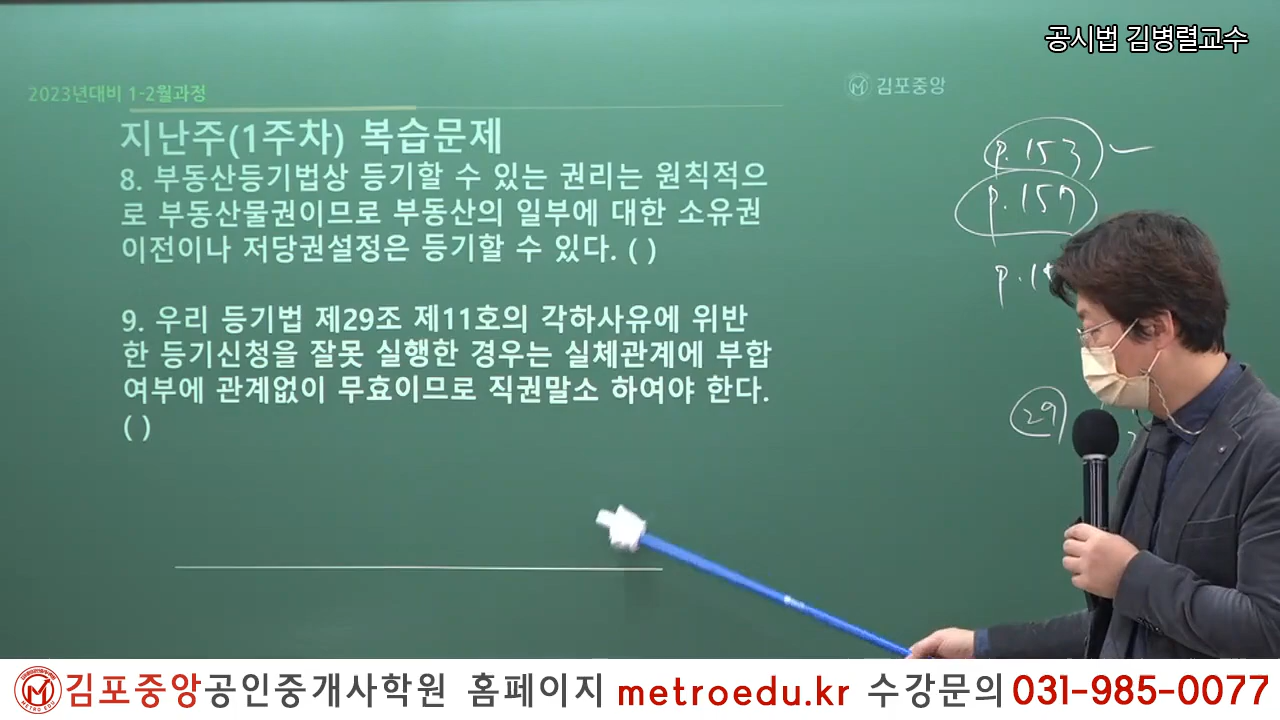 공시법 김병렬교수
2023년대비 1-2월과정
김포중앙
지난주(1주차) 복습문제
8. 부동산등기법상 등기할 수 있는 권리는 원칙적으
로 부동산물권이므로 부동산의 일부에 대한 소유권
이전이나 저당권설정은 등기할 수 있다. ( )
9. 우리 등기법 제29조 제11호의 각하사유에 위반
한 등기신청을 잘못 실행한 경우는 실체관계에 부합
여부에 관계없이 무효이므로 직권말소 하여야 한다.
( )
p. 153
p. 157
29
김포중앙공인중개사학원 홈페이지 metroedu.kr 수강문의 031-985-0077